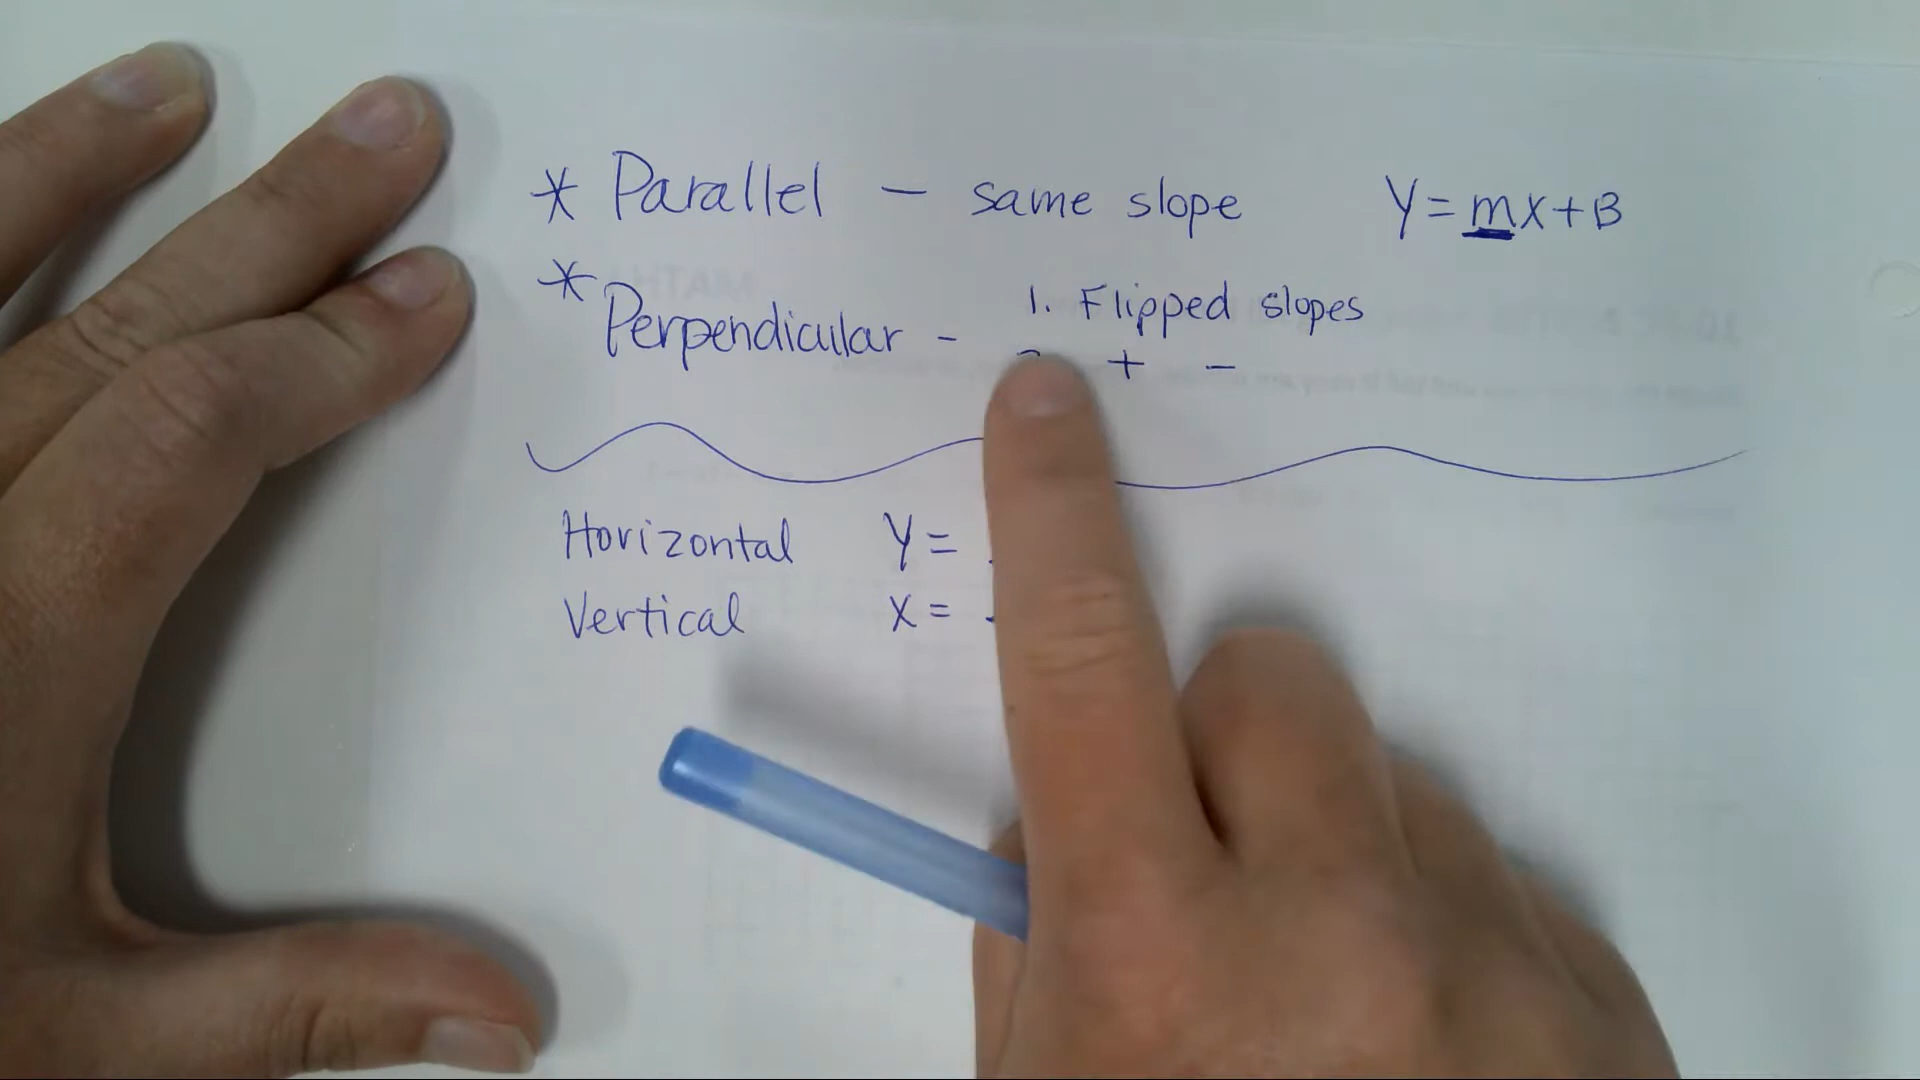 * Parallel - same slope Y=mx+B
* Perpendicular - 1. Flipped slopes
+ -
Horizontal Y=
Vertical X=